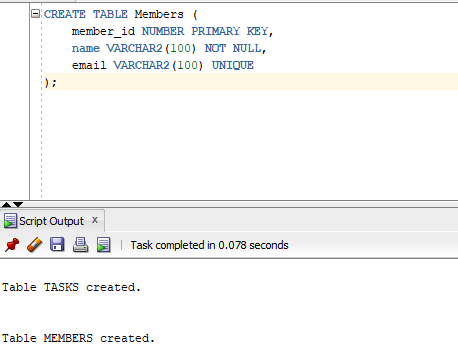 CREATE TABLE Members (
member_id NUMBER PRIMARY KEY,
name VARCHAR2(100) NOT NULL,
email VARCHAR2(100) UNIQUE
);
Script Output x
Task completed in 0.078 seconds
Table TASKS created.
Table MEMBERS created.